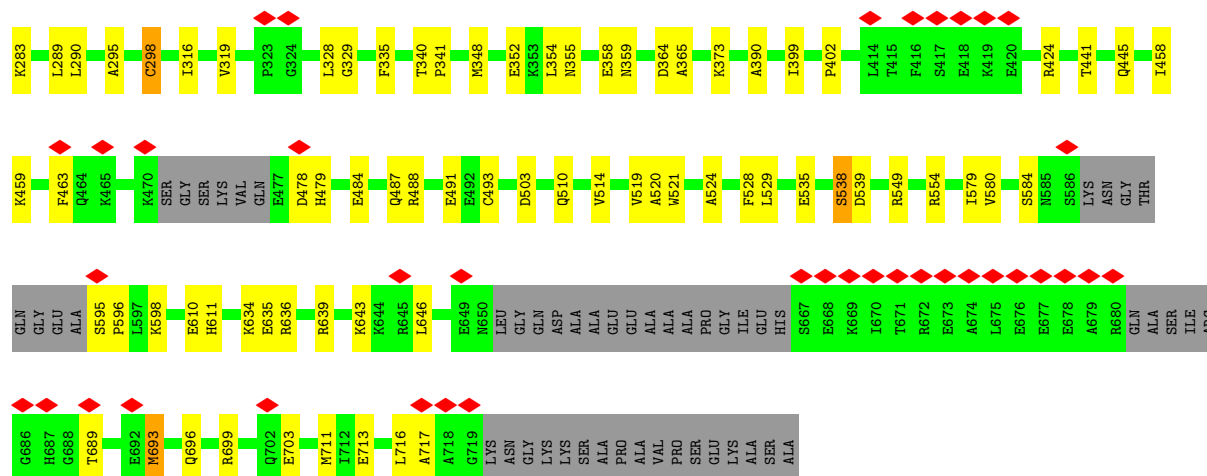 K283 L289 L290 A295 C298 I316 V319 P323 G324 L328 G329 F335 T340 P341 M348 E352 K353 L354 N355 E358 N359 D364 A365 K373 A390 I399 P402 L414 T415 F416 S417 E418 K419 E420 R424 T441 Q445 I458
K459 F463 Q464 K465 K470 SER GLY SER LYS VAL GLN E477 D478 H479 E484 Q487 R488 E491 E492 C493 D503 Q510 V514 V519 A520 W521 A524 F528 L529 E535 S538 D539 R549 R554 I579 V580 S584 N585 S586 LYS ASN GLY THR
GLN GLY GLU ALA S595 P596 L597 K598 E610 H611 K634 E635 R636 R639 K643 K644 R645 L646 E649 N650 LEU GLY GLN ASP ALA ALA GLU GLU ALA ALA ALA PRO GLY ILE GLU HIS S667 E668 K669 I670 T671 R672 E673 A674 L675 E676 E677 E678 A679 R680 GLN ALA SER ILE
G686 H687 G688 T689 E692 M693 Q696 R699 Q702 E703 M711 I712 E713 L716 A717 A718 G719 LYS ASN GLY LYS LYS SER ALA PRO ALA VAL PRO SER GLU LYS ALA SER ALA